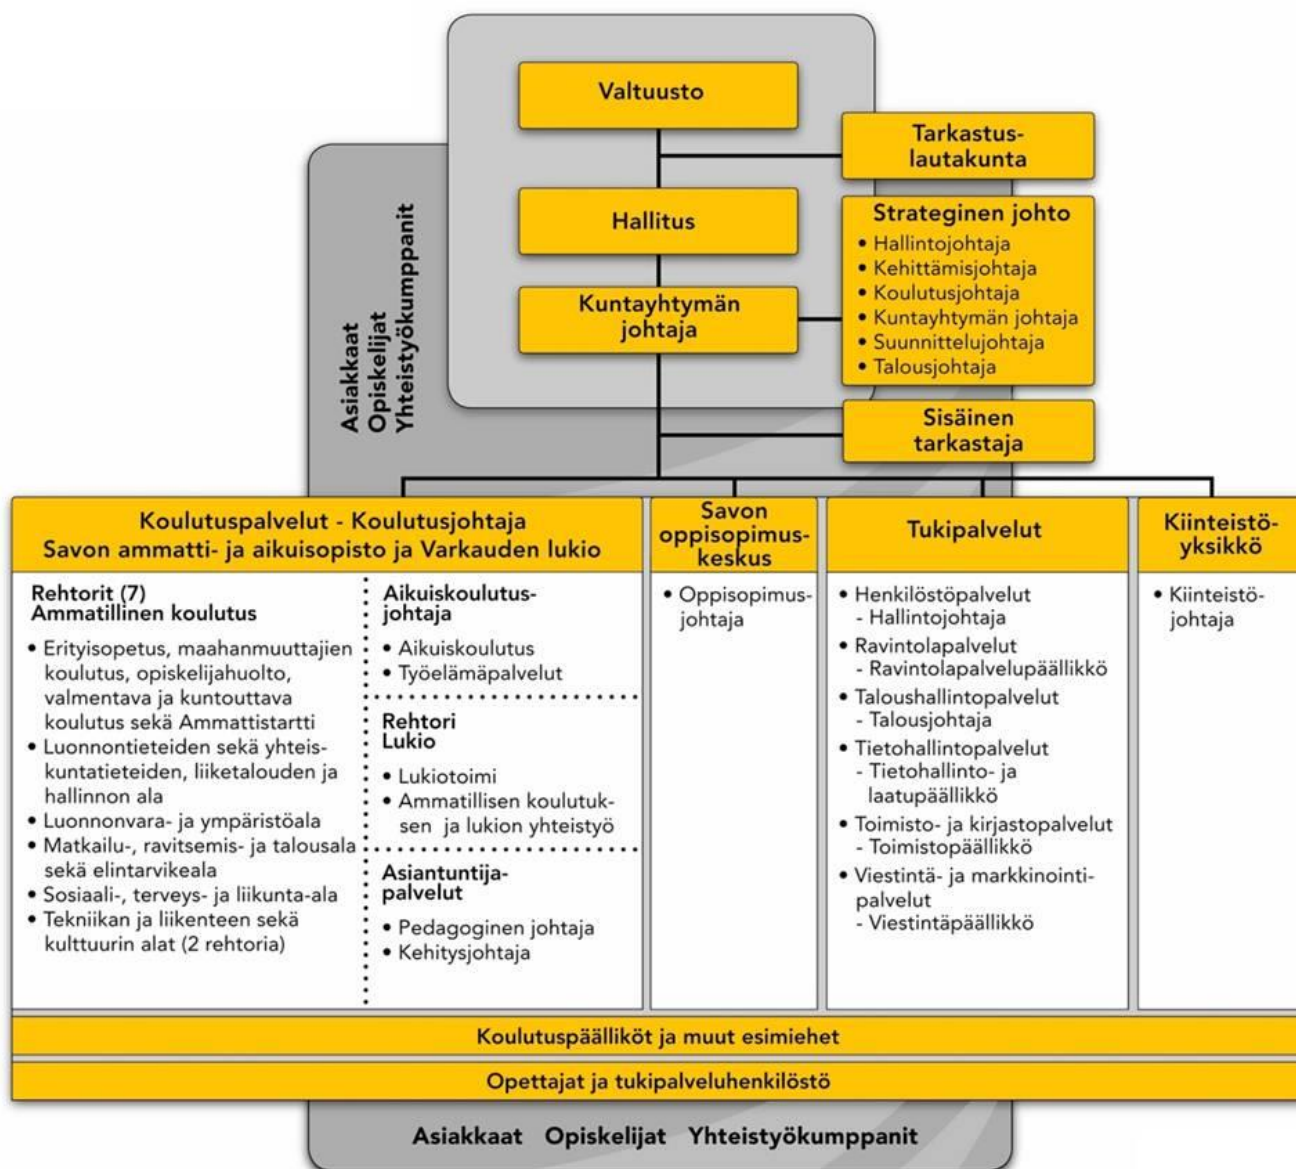 Valtuusto
Tarkastus-
lautakunta
Hallitus
Strateginen johto
• Hallintojohtaja
• Kehittämisjohtaja
• Koulutusjohtaja
• Kuntayhtymän johtaja
• Suunnittelujohtaja
• Talousjohtaja
Kuntayhtymän
johtaja
Asiakkaat
Opiskelijat
Yhteistyökumppanit
Sisäinen
tarkastaja
Koulutuspalvelut - Koulutusjohtaja
Savon ammatti- ja aikuisopisto ja Varkauden lukio
Rehtorit (7)
Ammatillinen koulutus
• Erityisopetus, maahanmuuttajien
koulutus, opiskelijahuolto,
valmentava ja kuntouttava
koulutus sekä Ammattistartti
• Luonnontieteiden sekä yhteis-
kuntatieteiden, liiketalouden ja
hallinnon ala
• Luonnonvara- ja ympäristöala
• Matkailu-, ravitsemis- ja talousala
sekä elintarvikeala
• Sosiaali-, terveys- ja liikunta-ala
• Tekniikan ja liikenteen sekä
kulttuurin alat (2 rehtoria)
Aikuiskoulutus-
johtaja
• Aikuiskoulutus
• Työelämäpalvelut
Rehtori
Lukio
• Lukiotoimi
• Ammatillisen koulutuk-
sen ja lukion yhteistyö
Asiantuntija-
palvelut
• Pedagoginen johtaja
• Kehitysjohtaja
Savon
oppisopimus-
keskus
• Oppisopimus-
johtaja
Tukipalvelut
• Henkilöstöpalvelut
- Hallintojohtaja
• Ravintolapalvelut
- Ravintolapalvelupäällikkö
• Taloushallintopalvelut
- Talousjohtaja
• Tietohallintopalvelut
- Tietohallinto- ja
laatupäällikkö
• Toimisto- ja kirjastopalvelut
- Toimistopäällikkö
• Viestintä- ja markkinointi-
palvelut
- Viestintäpäällikkö
Kiinteistö-
yksikkö
• Kiinteistö-
johtaja
Koulutuspäälliköt ja muut esimiehet
Opettajat ja tukipalveluhenkilöstö
Asiakkaat Opiskelijat Yhteistyökumppanit